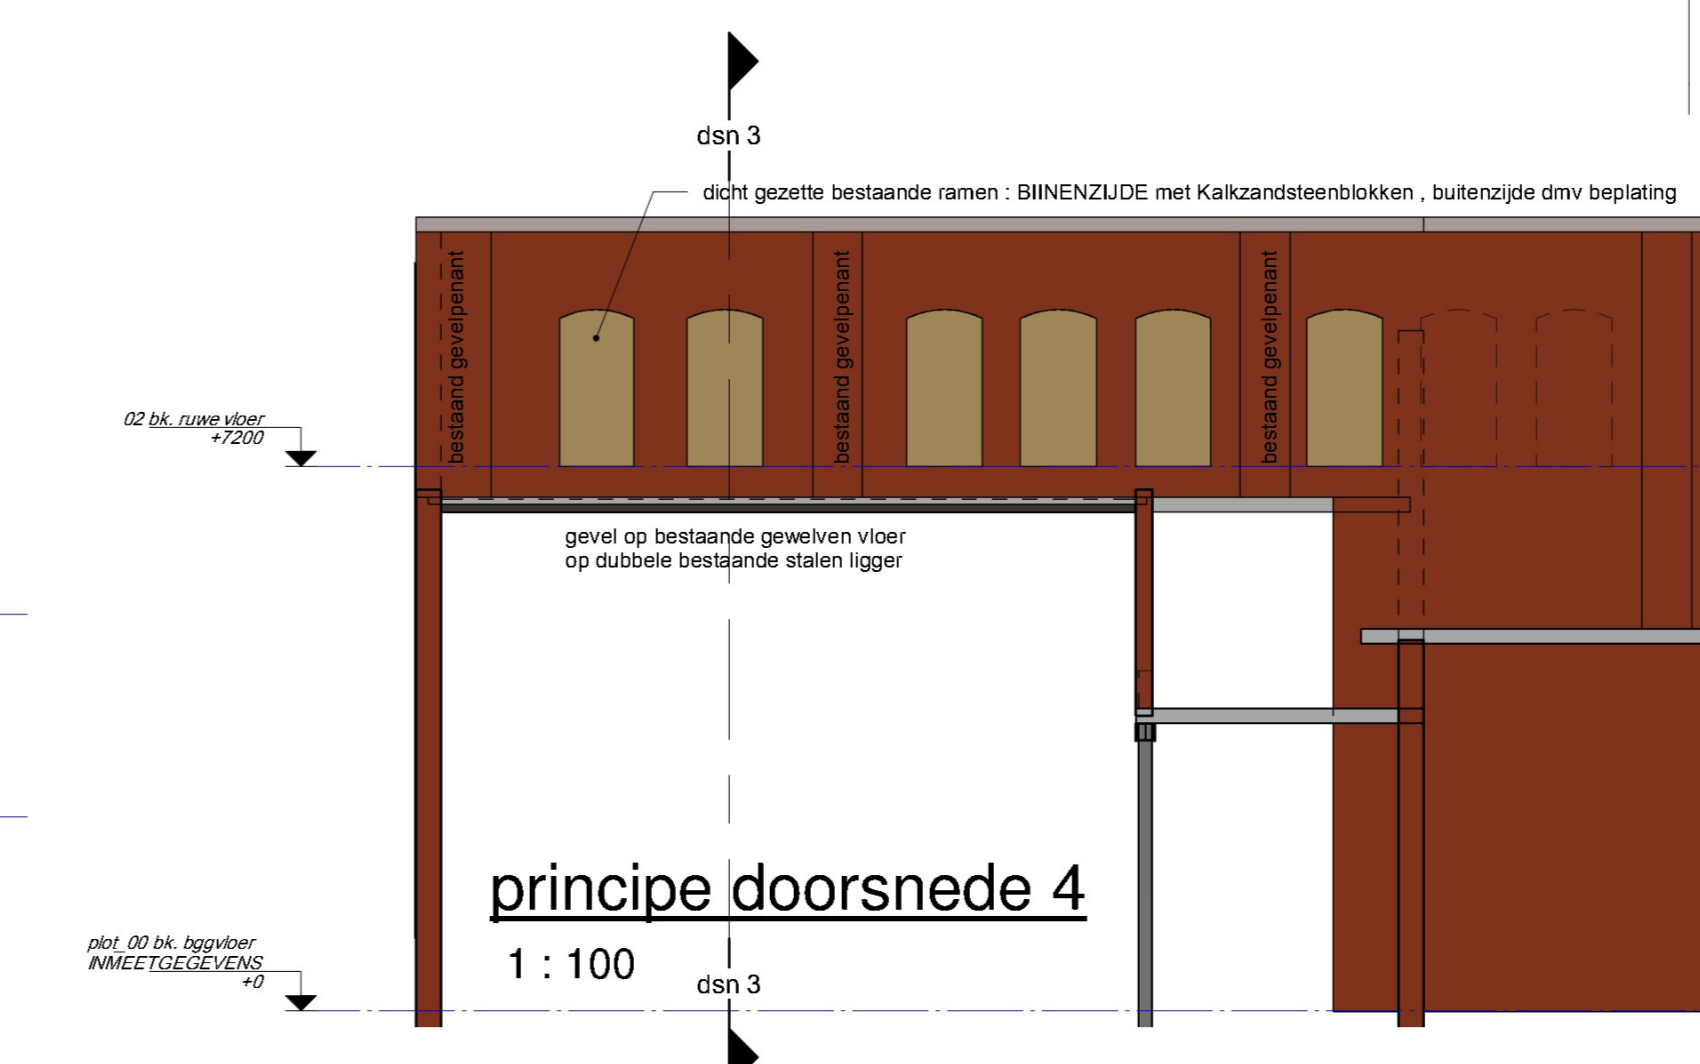 dsn 3
dicht gezette bestaande ramen : BIINENZIJDE met Kalkzandsteenblokken , buitenzijde dmv beplating
bestaand gevelpenant
bestaand gevelpenant
bestaand gevelpenant
02 bk. ruwe vloer
+7200
gevel op bestaande gewelven vloer
op dubbele bestaande stalen ligger
principe doorsnede 4
1 : 100
plot_00 bk. bggvloer
INMEETGEGEVENS
+0
dsn 3